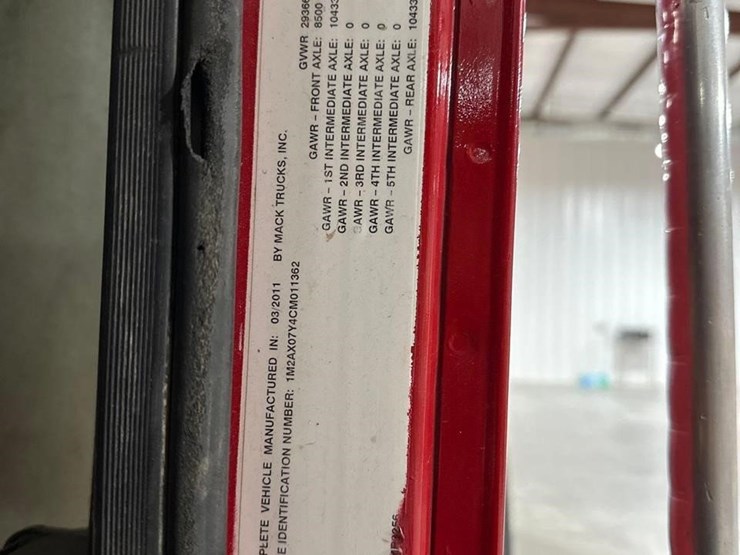 PLETE VEHICLE MANUFACTURED IN: 03/2011 BY MACK TRUCKS, INC.
E IDENTIFICATION NUMBER: 1M2AX07Y4CM011362
GVWR 29366
GAWR – FRONT AXLE: 8500
GAWR – 1ST INTERMEDIATE AXLE: 10433
GAWR – 2ND INTERMEDIATE AXLE: 0
GAWR – 3RD INTERMEDIATE AXLE: 0
GAWR – 4TH INTERMEDIATE AXLE: 0
GAWR – 5TH INTERMEDIATE AXLE: 0
GAWR – REAR AXLE: 10433